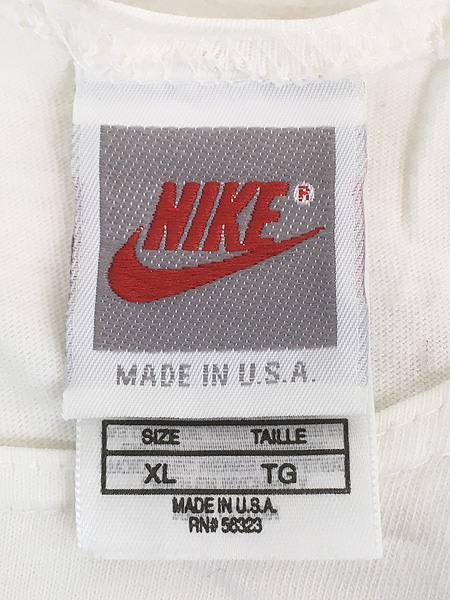 NIKE®
MADE IN U.S.A.
SIZE TAILLE
XL TG
MADE IN U.S.A.
RN# 56323